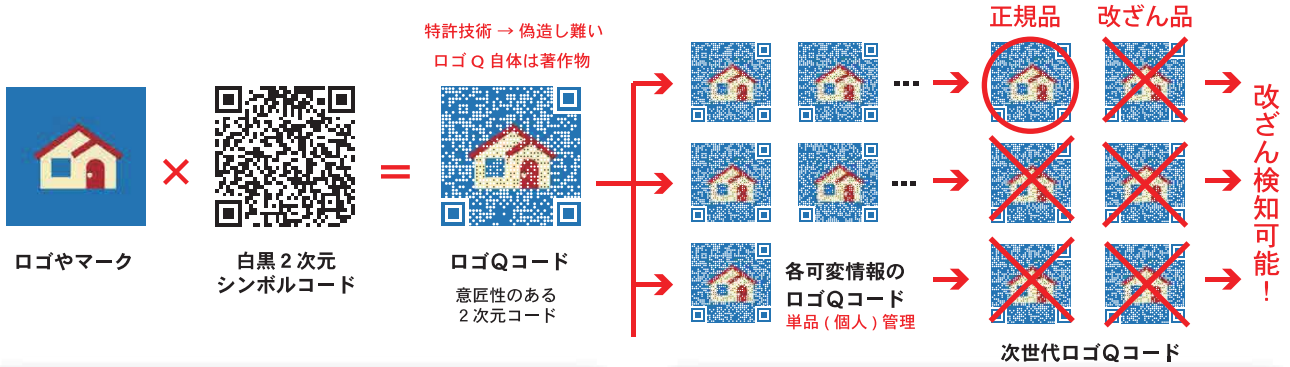 ロゴやマーク
×
白黒2次元
シンボルコード
=
特許技術→偽造し難い
ロゴQ自体は著作物
ロゴQコード
意匠性のある
2次元コード
...
...
各可変情報の
ロゴQコード
単品(個人)管理
正規品
改ざん品
次世代ロゴQコード
改ざん検知可能!